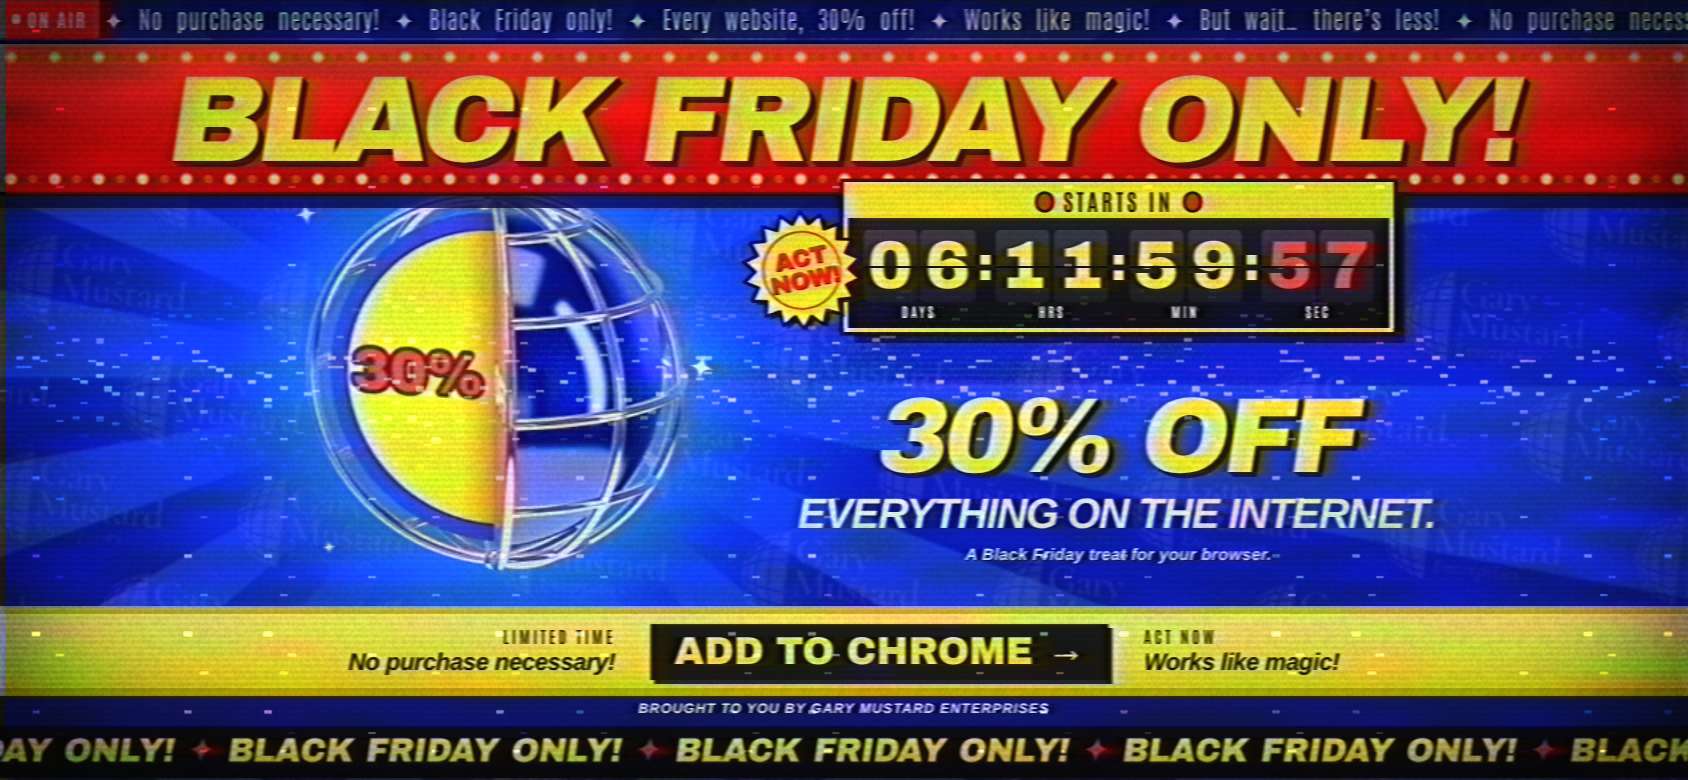 ON AIR ✦ No purchase necessary! ✦ Black Friday only! ✦ Every website, 30% off! ✦ Works like magic! ✦ But wait… there's less! ✦ No purchase
BLACK FRIDAY ONLY!
STARTS IN
ACT
NOW!
06:11:59:57
DAYS HRS MIN SEC
30%
30% OFF
EVERYTHING ON THE INTERNET.
A Black Friday treat for your browser.
LIMITED TIME
No purchase necessary!
ADD TO CHROME →
ACT NOW
Works like magic!
BROUGHT TO YOU BY GARY MUSTARD ENTERPRISES
AY ONLY! ✦ BLACK FRIDAY ONLY! ✦ BLACK FRIDAY ONLY! ✦ BLACK FRIDAY ONLY! ✦ BLACK
Gary
Mustard